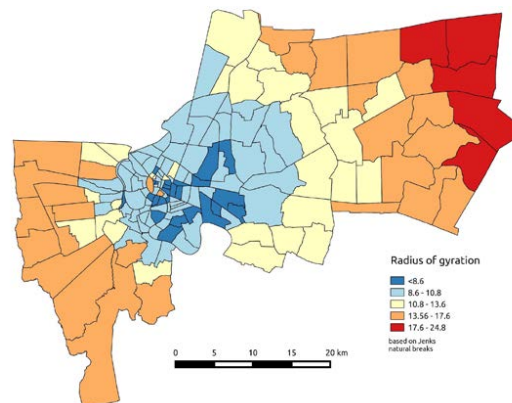 Radius of gyration
<8.6
8.6 - 10.8
10.8 - 13.6
13.56 - 17.6
17.6 - 24.8
based on Jenks
natural breaks
0 5 10 15 20 km